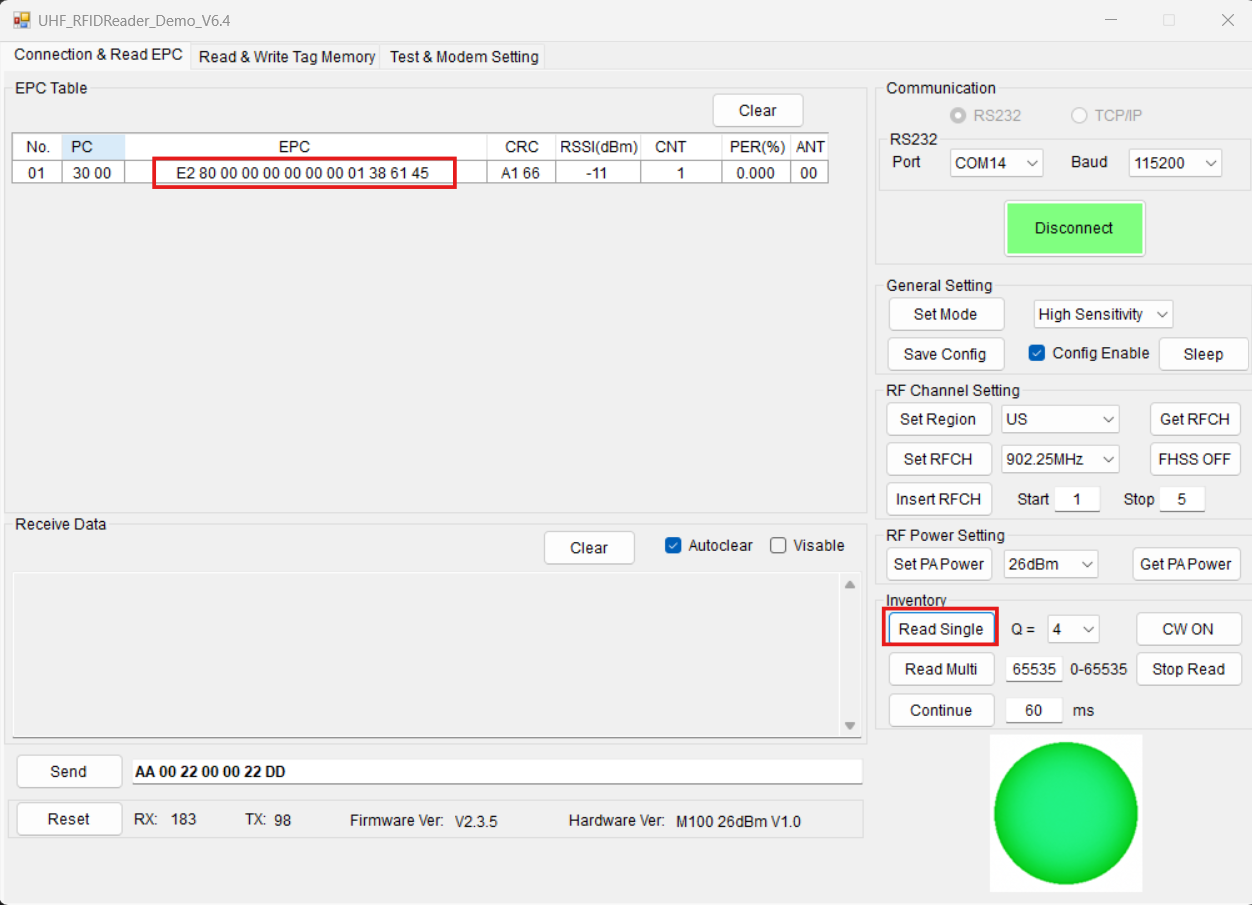 UHF_RFIDReader_Demo_V6.4
Connection & Read EPC Read & Write Tag Memory Test & Modem Setting
EPC Table
Clear
No. PC EPC CRC RSSI(dBm) CNT PER(%) ANT
01 30 00 E2 80 00 00 00 00 00 00 01 38 61 45 A1 66 -11 1 0.000 00
Receive Data
Clear Autoclear Visable
Send AA 00 22 00 00 22 DD
Reset RX: 183 TX: 98 Firmware Ver: V2.3.5 Hardware Ver: M100 26dBm V1.0
Communication
RS232 TCP/IP
RS232
Port COM14 Baud 115200
Disconnect
General Setting
Set Mode High Sensitivity
Save Config Config Enable Sleep
RF Channel Setting
Set Region US Get RFCH
Set RFCH 902.25MHz FHSS OFF
Insert RFCH Start 1 Stop 5
RF Power Setting
Set PA Power 26dBm Get PA Power
Inventory
Read Single Q = 4 CW ON
Read Multi 65535 0-65535 Stop Read
Continue 60 ms